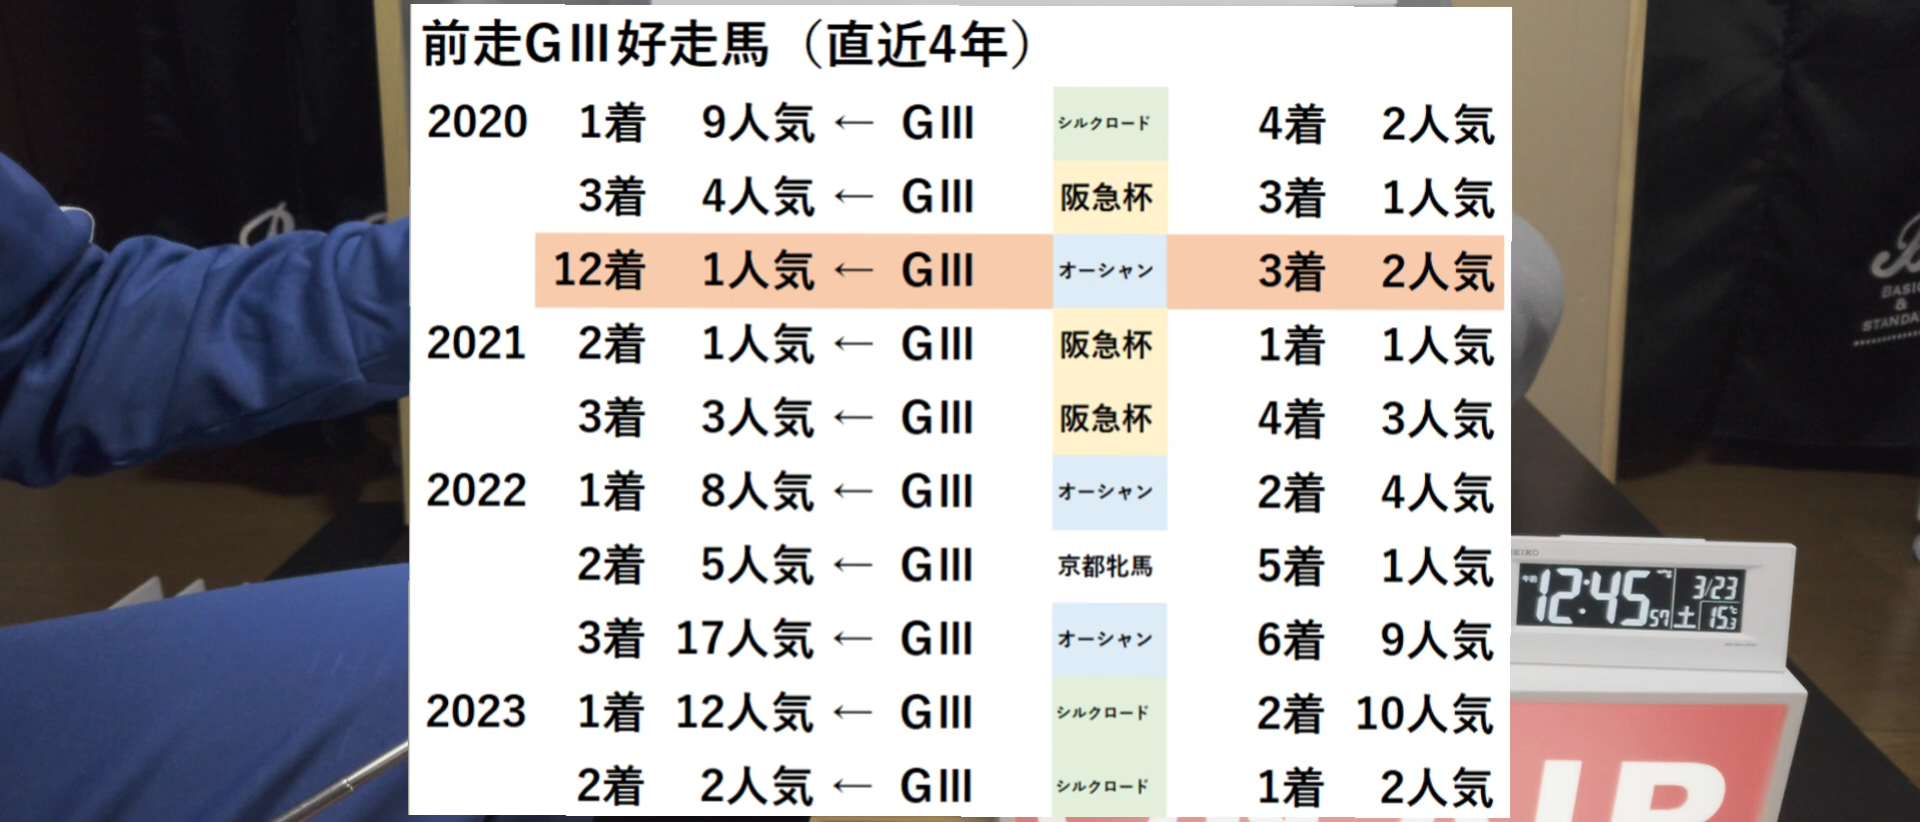 前走GⅢ好走馬（直近4年）
2020 1着 9人気 ← GⅢ シルクロード 4着 2人気
3着 4人気 ← GⅢ 阪急杯 3着 1人気
12着 1人気 ← GⅢ オーシャン 3着 2人気
2021 2着 1人気 ← GⅢ 阪急杯 1着 1人気
3着 3人気 ← GⅢ 阪急杯 4着 3人気
2022 1着 8人気 ← GⅢ オーシャン 2着 4人気
2着 5人気 ← GⅢ 京都牝馬 5着 1人気
3着 17人気 ← GⅢ オーシャン 6着 9人気
2023 1着 12人気 ← GⅢ シルクロード 2着 10人気
2着 2人気 ← GⅢ シルクロード 1着 2人気
BASIC
&
STANDA
SEIKO
午前 12:45 57 3/23 土 15.3℃